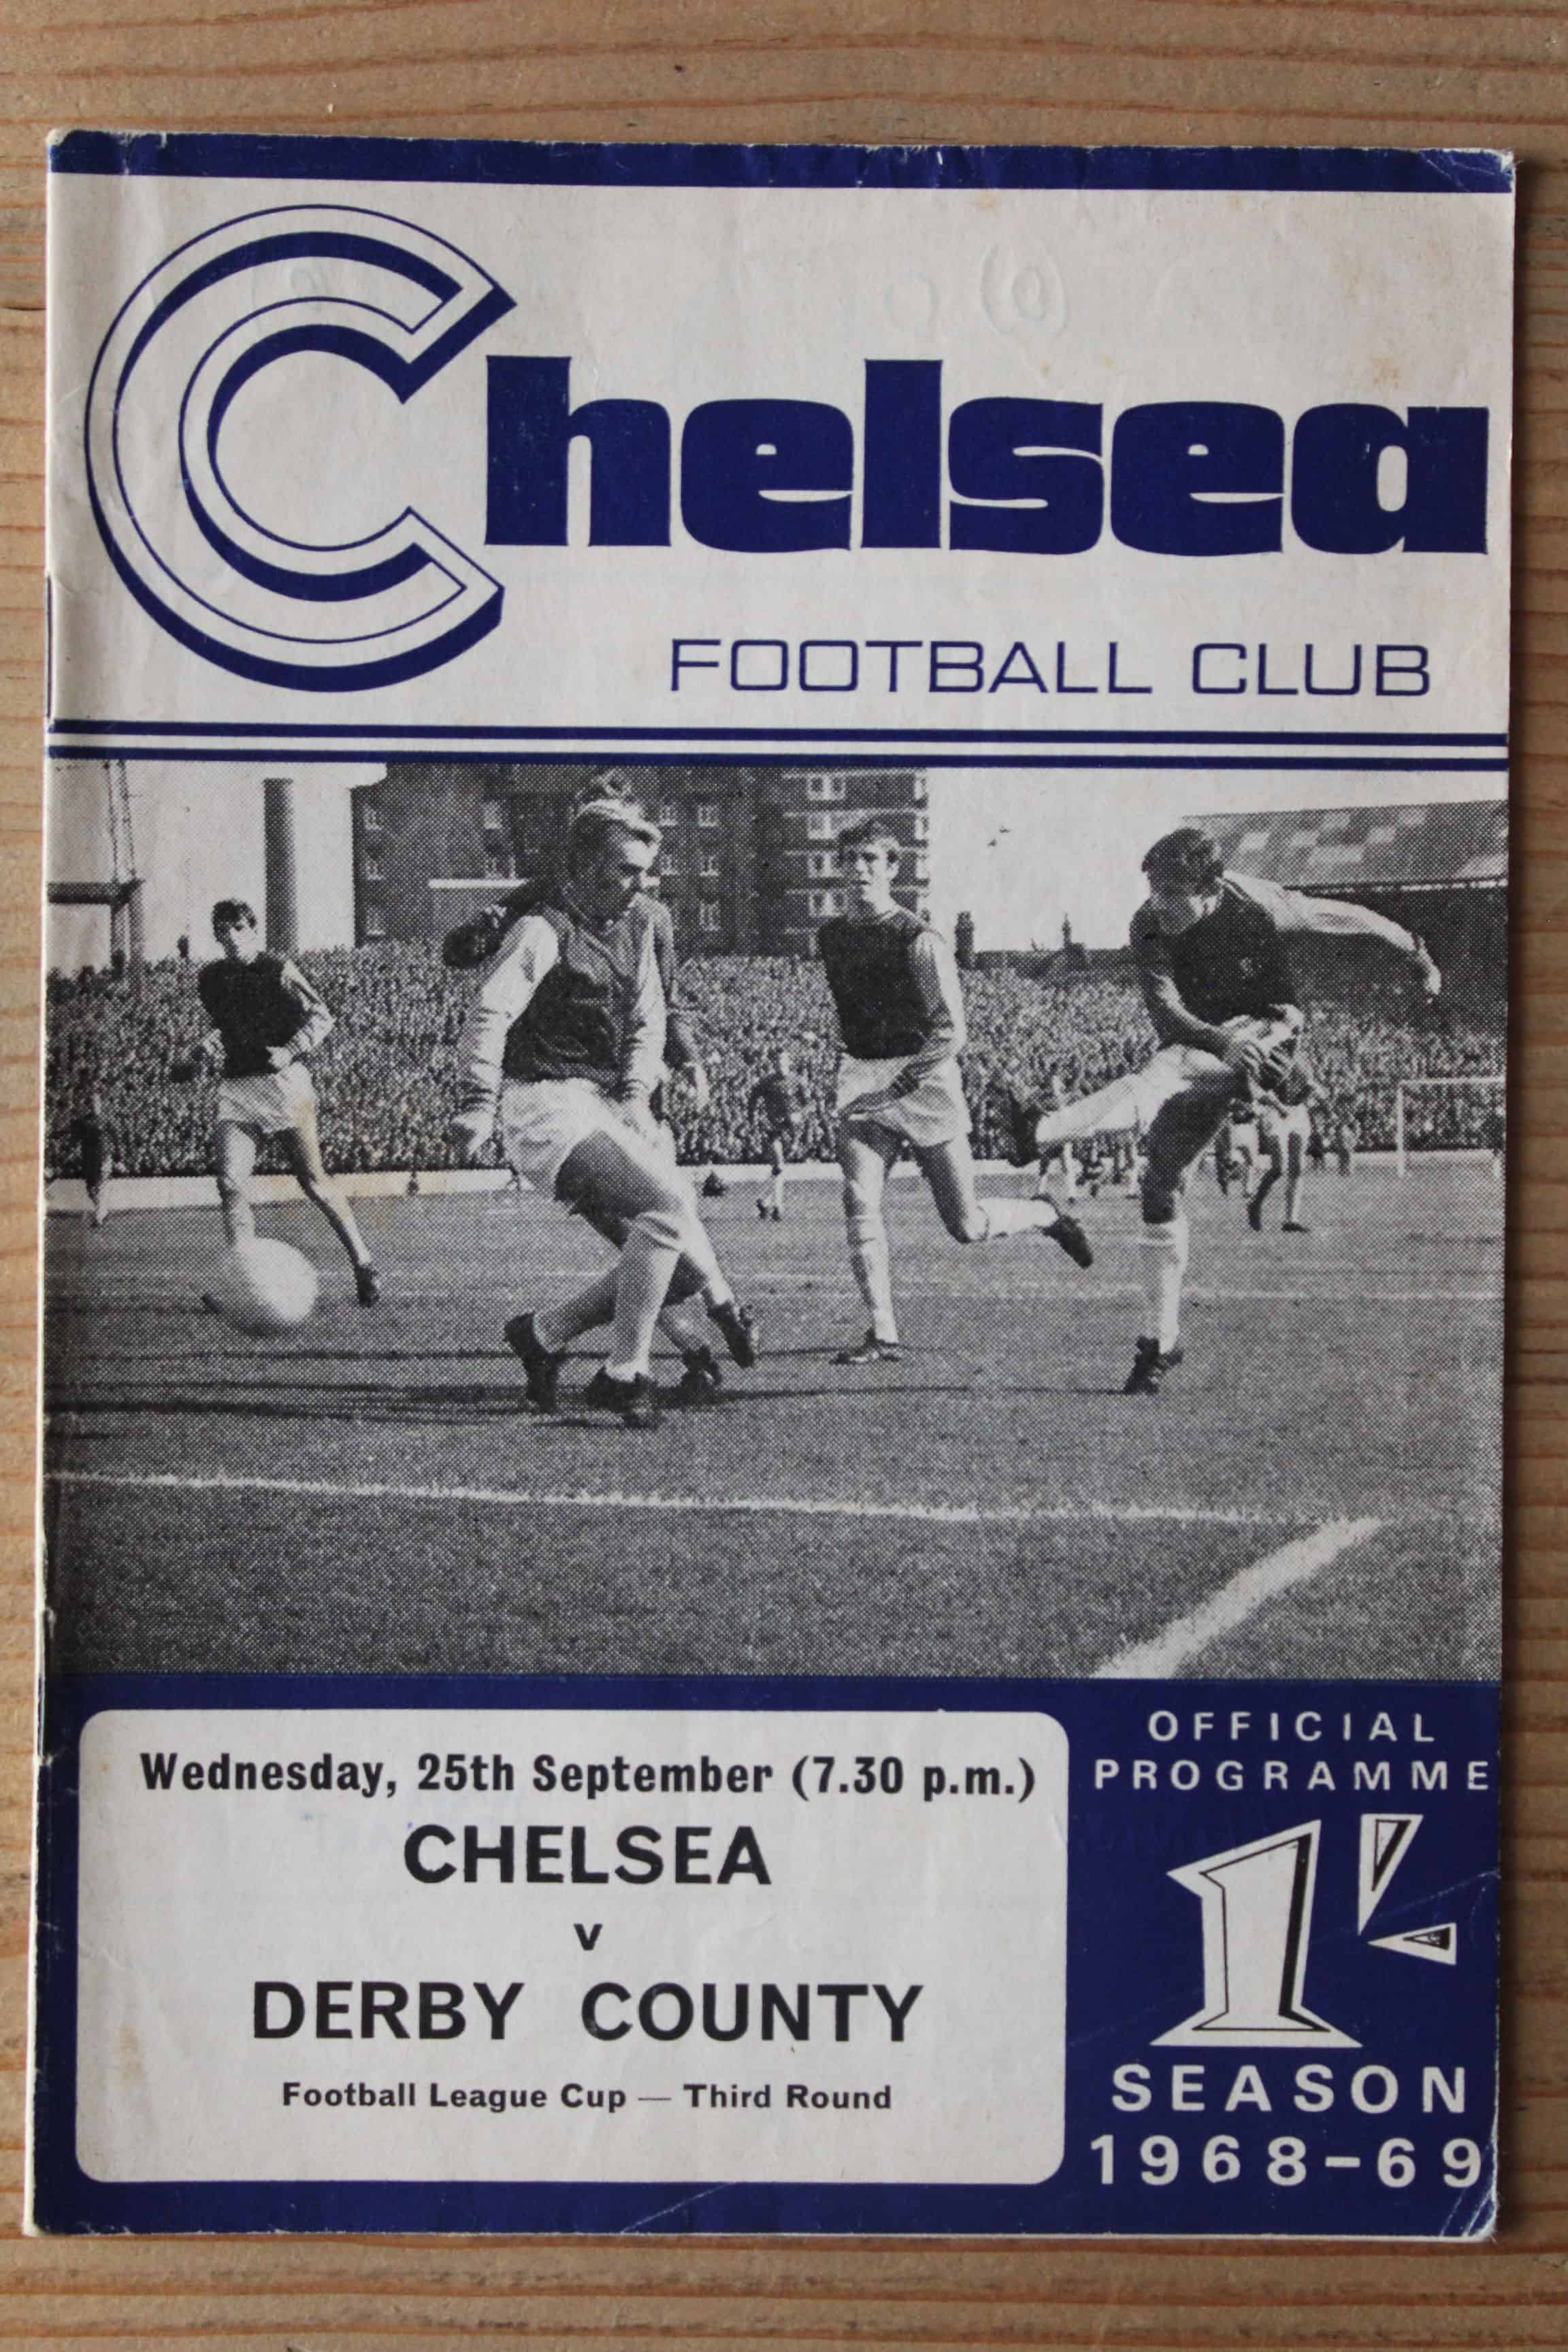 Chelsea
FOOTBALL CLUB
Wednesday, 25th September (7.30 p.m.)
CHELSEA
v
DERBY COUNTY
Football League Cup — Third Round
OFFICIAL
PROGRAMME
1/-
SEASON
1968-69